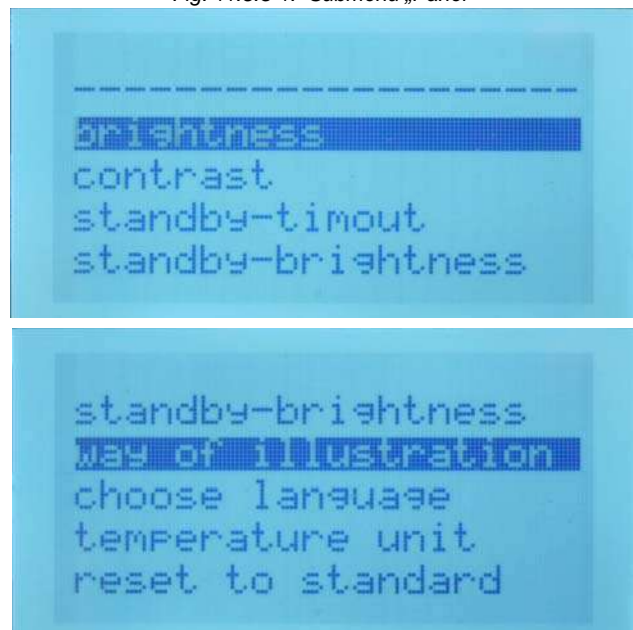 ---------------------
brightness
contrast
standby-timout
standby-brightness
standby-brightness
way of illustration
choose language
temperature unit
reset to standard